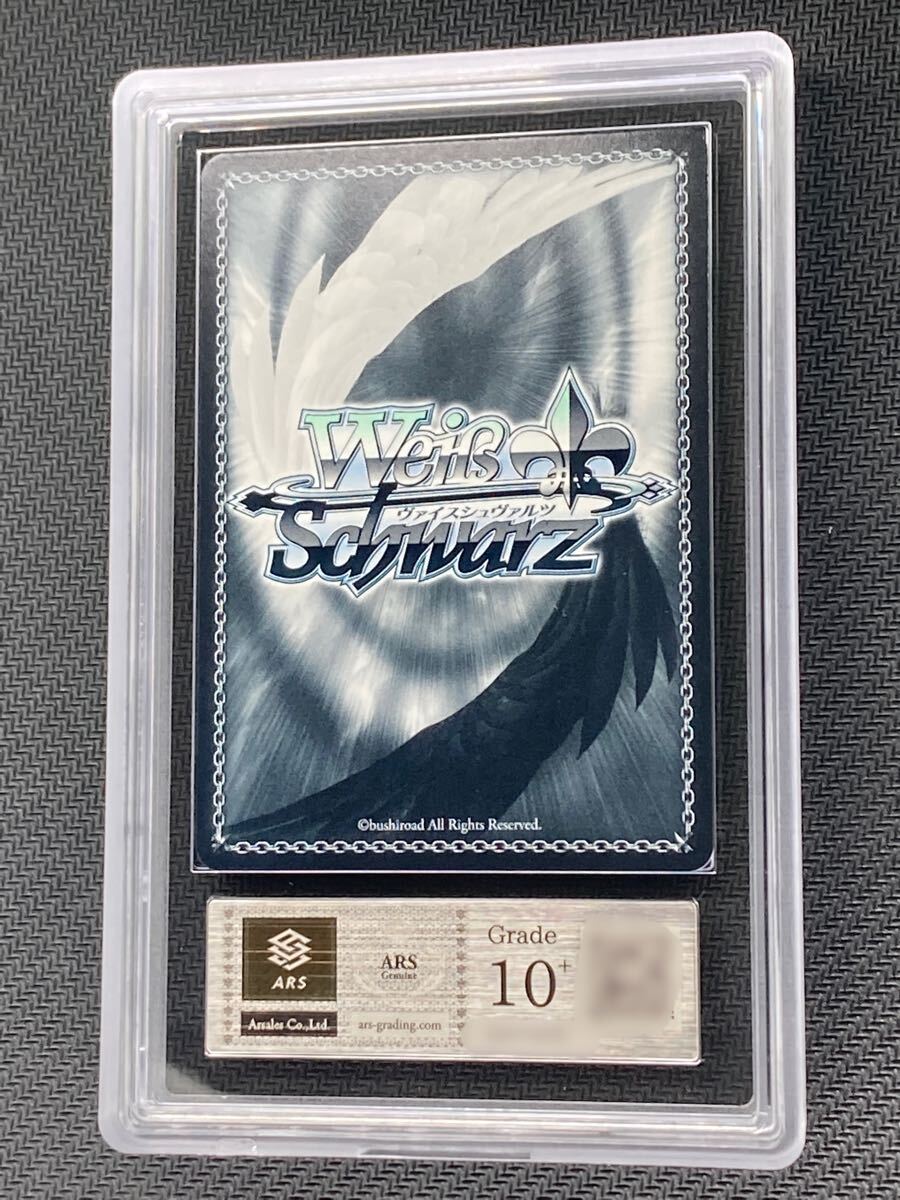 Weiß
ヴァイスシュヴァルツ
Schwarz
©bushiroad All Rights Reserved.
ARS
Arsales Co.,Ltd.
ARS
Genuine
ars-grading.com
Grade
10+